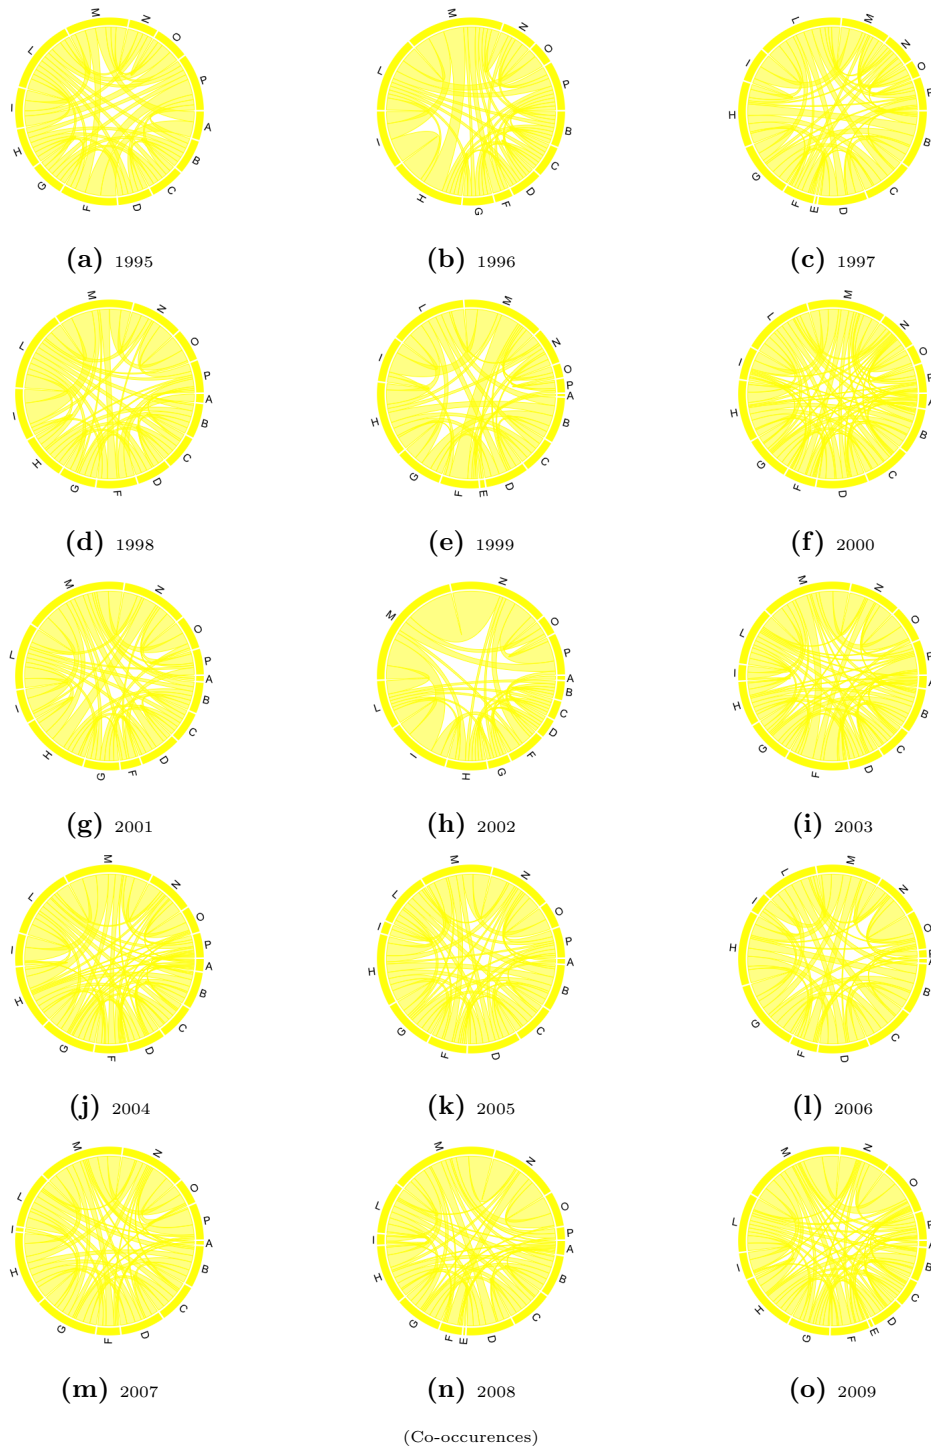 L M N O P A B C D F G H I
L M N O P B C D F G H I
L M N O P B C D E F G H I
(a) 1995
(b) 1996
(c) 1997
L M N O P A B C D F G H I
L M N O P A B C D E F G H I
L M N O P A B C D F G H I
(d) 1998
(e) 1999
(f) 2000
L M N O P A B C D F G H I
L M N O P A B C D F G H I
L M N O P A B C D F G H I
(g) 2001
(h) 2002
(i) 2003
L M N O P A B C D F G H I
L M N O P A B C D F G H I
L M N O P A B C D F G H I
(j) 2004
(k) 2005
(l) 2006
L M N O P A B C D F G H I
L M N O P A B C D E F G H I
L M N O P A B C D E F G H I
(m) 2007
(n) 2008
(o) 2009
(Co-occurences)